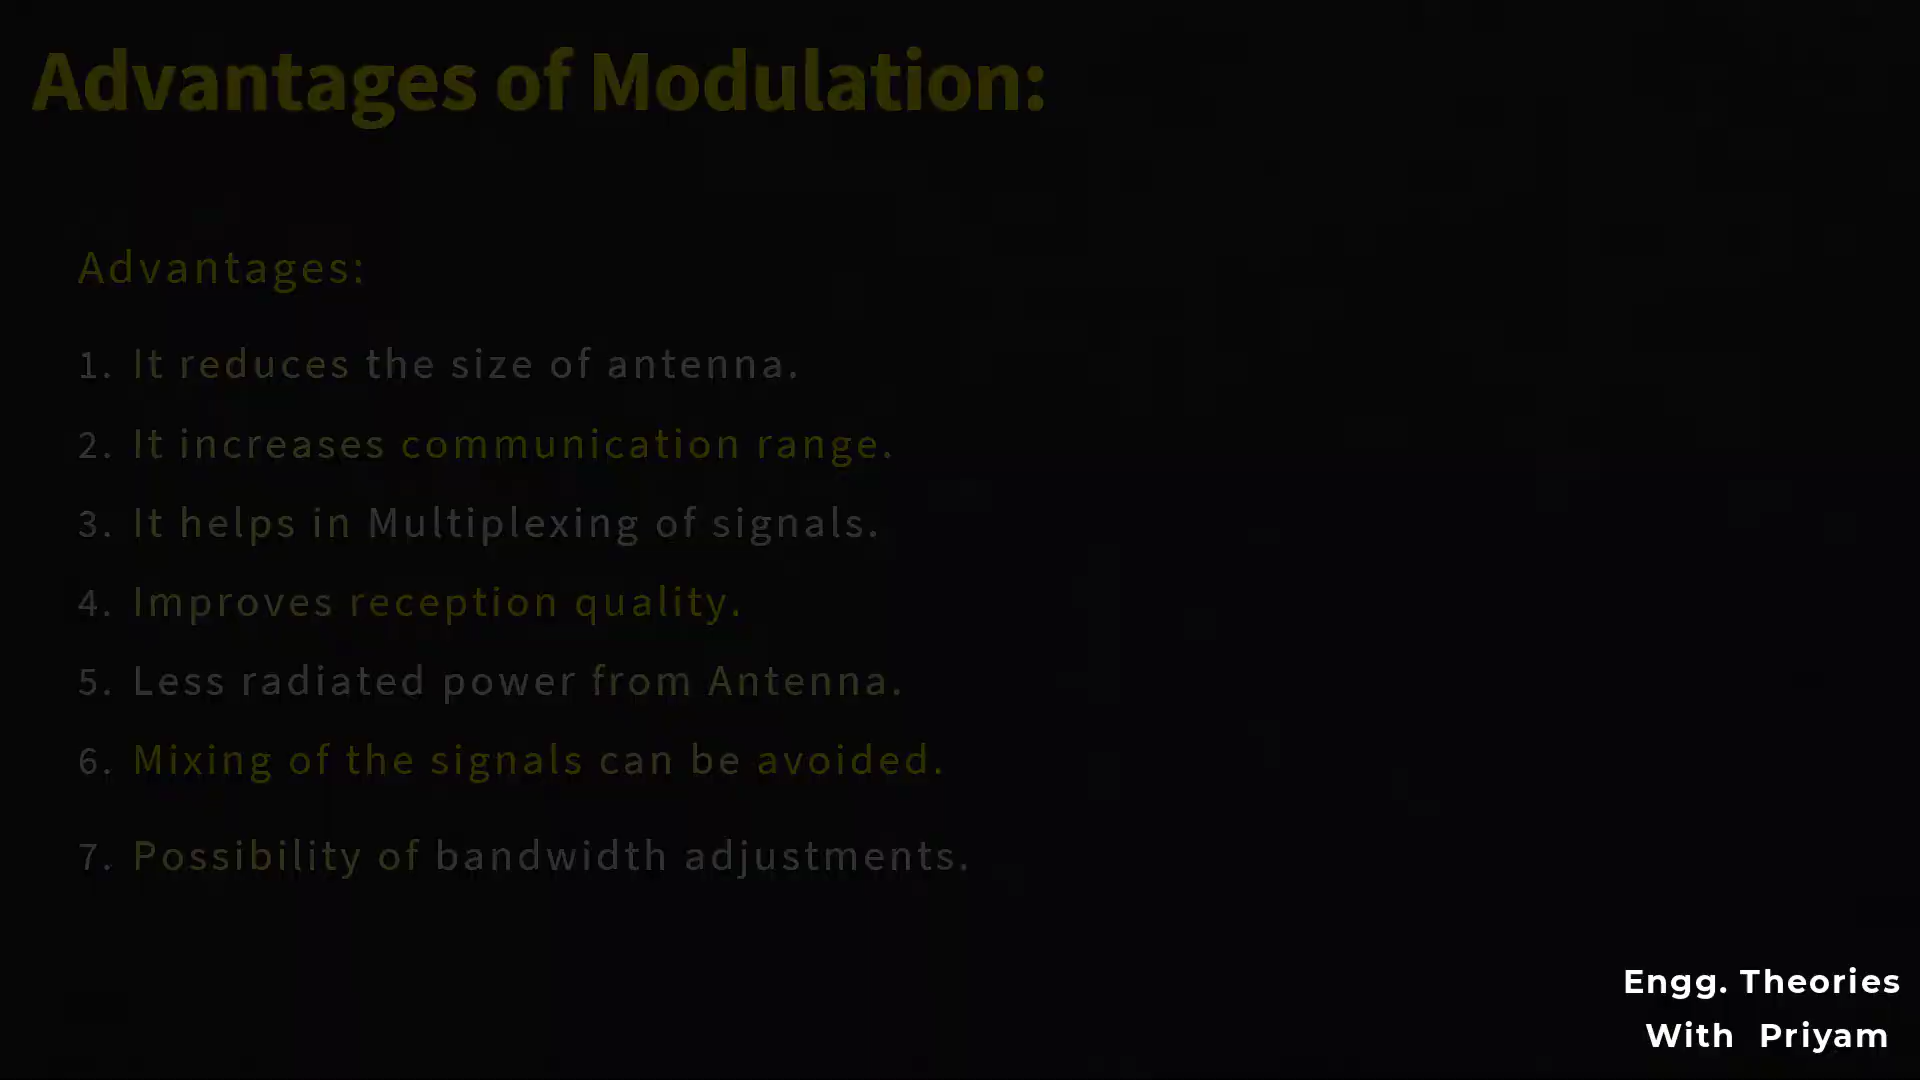 Advantages of Modulation:
Advantages:
1. It reduces the size of antenna.
2. It increases communication range.
3. It helps in Multiplexing of signals.
4. Improves reception quality.
5. Less radiated power from Antenna.
6. Mixing of the signals can be avoided.
7. Possibility of bandwidth adjustments.
Engg. Theories
With Priyam